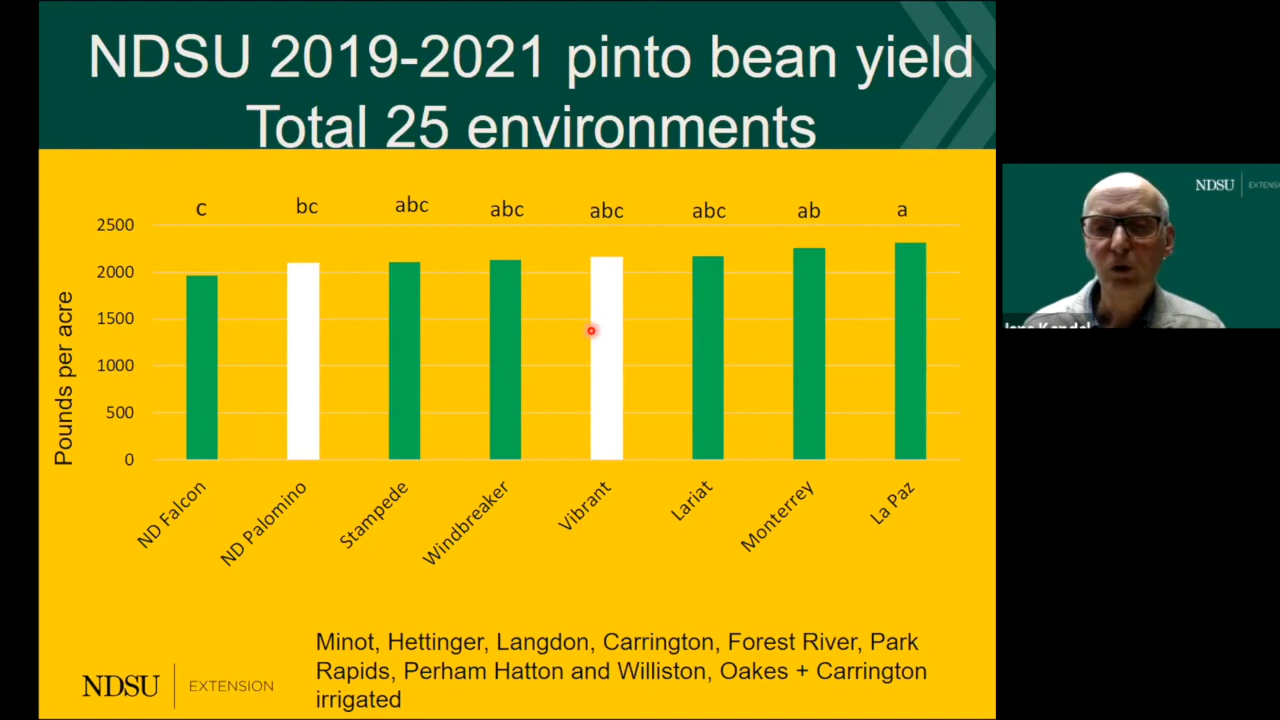 NDSU 2019-2021 pinto bean yield
Total 25 environments
c bc abc abc abc abc ab a
2500
2000
1500
1000
500
0
Pounds per acre
ND Falcon
ND Palomino
Stampede
Windbreaker
Vibrant
Lariat
Monterrey
La Paz
Minot, Hettinger, Langdon, Carrington, Forest River, Park
Rapids, Perham Hatton and Williston, Oakes + Carrington
irrigated
NDSU EXTENSION
NDSU